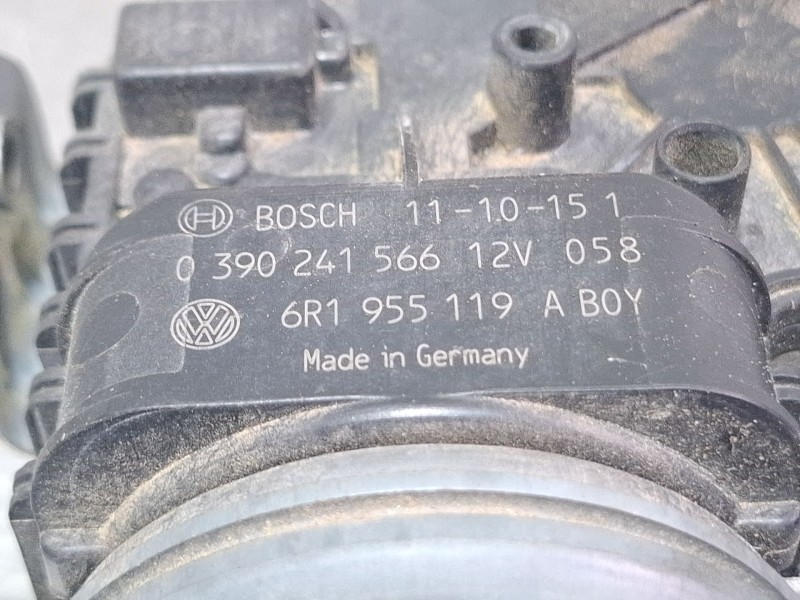 BOSCH 11-10-15 1
0 390 241 566 12V 058
6R1 955 119 A BOY
Made in Germany